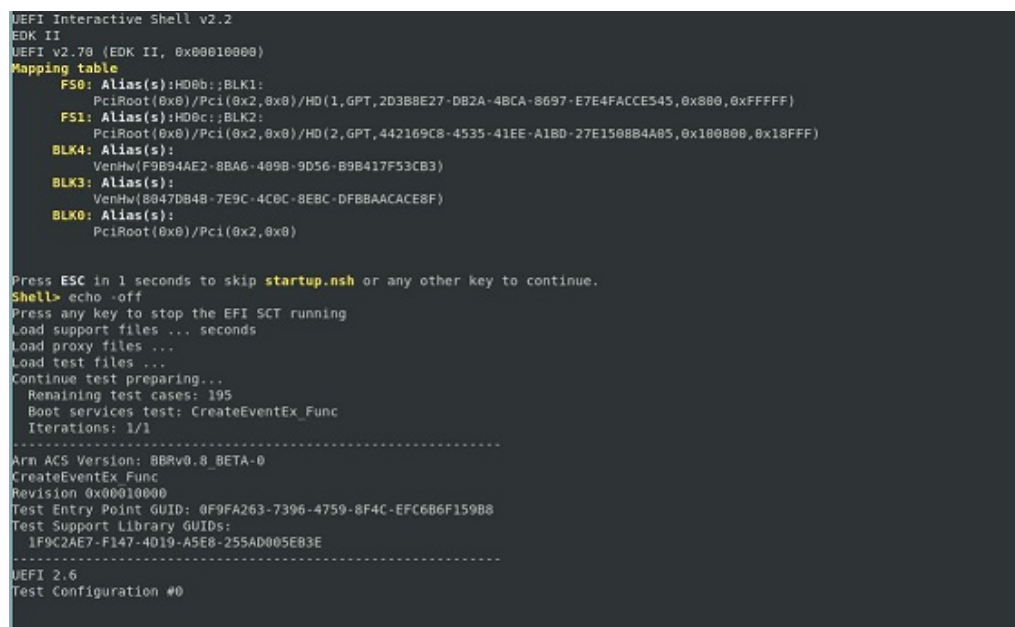 UEFI Interactive Shell v2.2
EDK II
UEFI v2.70 (EDK II, 0x00010000)
Mapping table
FS0: Alias(s):HD0b:;BLK1:
PciRoot(0x0)/Pci(0x2,0x0)/HD(1,GPT,2D3B8E27-DB2A-4BCA-8697-E7E4FACCE545,0x800,0xFFFFF)
FS1: Alias(s):HD0c:;BLK2:
PciRoot(0x0)/Pci(0x2,0x0)/HD(2,GPT,442169C8-4535-41EE-A1BD-27E1508B4A05,0x100800,0x18FFF)
BLK4: Alias(s):
VenHw(F9B94AE2-8BA6-409B-9D56-B9B417F53CB3)
BLK3: Alias(s):
VenHw(8047DB4B-7E9C-4C0C-8EBC-DFBBAACACE8F)
BLK0: Alias(s):
PciRoot(0x0)/Pci(0x2,0x0)
Press ESC in 1 seconds to skip startup.nsh or any other key to continue.
Shell> echo -off
Press any key to stop the EFI SCT running
Load support files ... seconds
Load proxy files ...
Load test files ...
Continue test preparing...
Remaining test cases: 195
Boot services test: CreateEventEx_Func
Iterations: 1/1
------------------------------------------------------------
Arm ACS Version: BBRv0.8_BETA-0
CreateEventEx_Func
Revision 0x00010000
Test Entry Point GUID: 0F9FA263-7396-4759-8F4C-EFC6B6F159B8
Test Support Library GUIDs:
1F9C2AE7-F147-4D19-A5E8-255AD005EB3E
------------------------------------------------------------
UEFI 2.6
Test Configuration #0